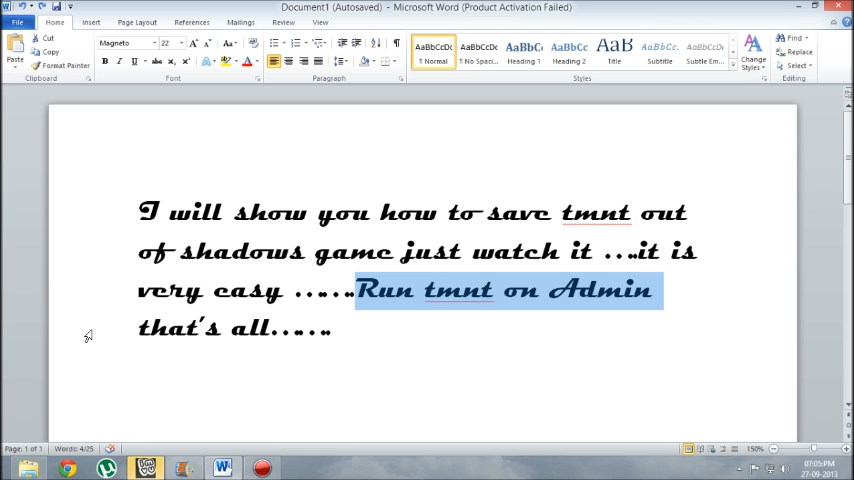 Document1 (Autosaved) - Microsoft Word (Product Activation Failed)
File Home Insert Page Layout References Mailings Review View
Paste
Cut
Copy
Format Painter
Clipboard
Magneto 22
Font
Paragraph
AaBbCcDc AaBbCcDc AaBbCc AaBbCc AaB AaBbCc. AaBbCcDc
¶ Normal ¶ No Spaci... Heading 1 Heading 2 Title Subtitle Subtle Em...
Change Styles
Styles
Find
Replace
Select
Editing
I will show you how to save tmnt out
of shadows game just watch it ....it is
very easy .......Run tmnt on Admin
that's all.......
Page: 1 of 1 Words: 4/25 150%
07:05 PM
27-09-2013